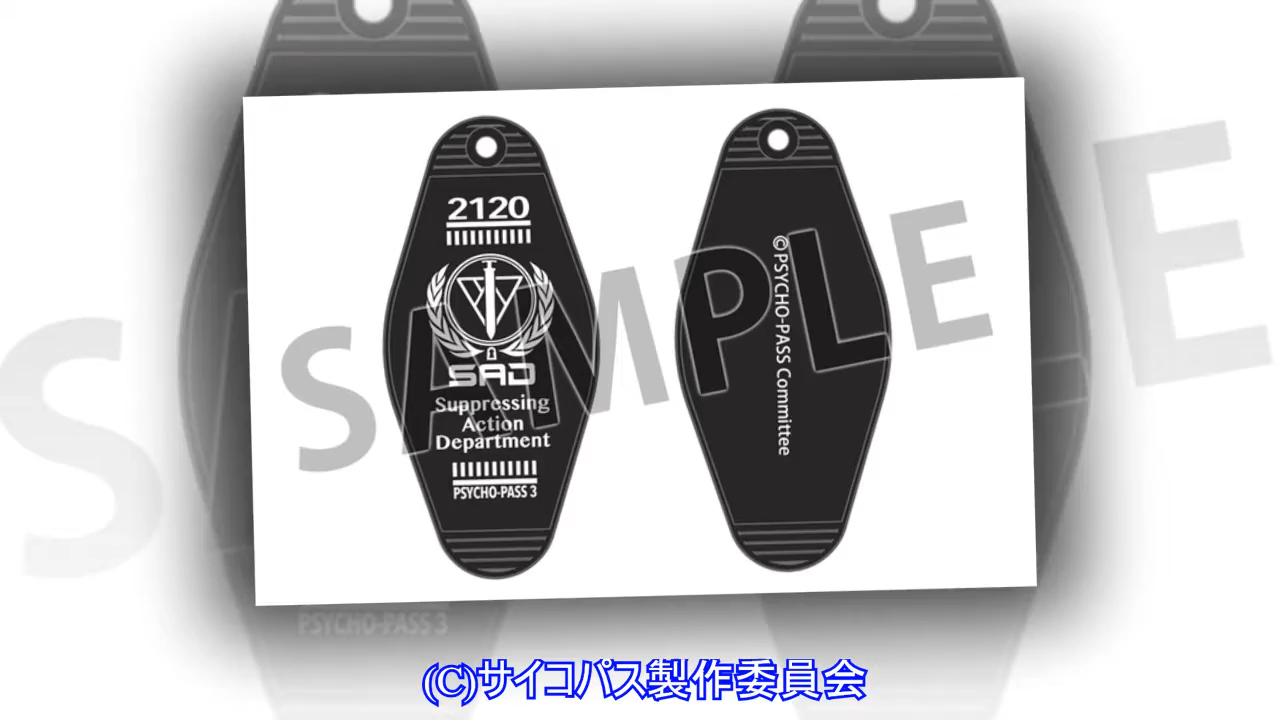 2120
SAD
Suppressing
Action
Department
PSYCHO-PASS 3
©PSYCHO-PASS Committee
SAMPLE
PSYCHO-PASS 3
(C)サイコパス製作委員会